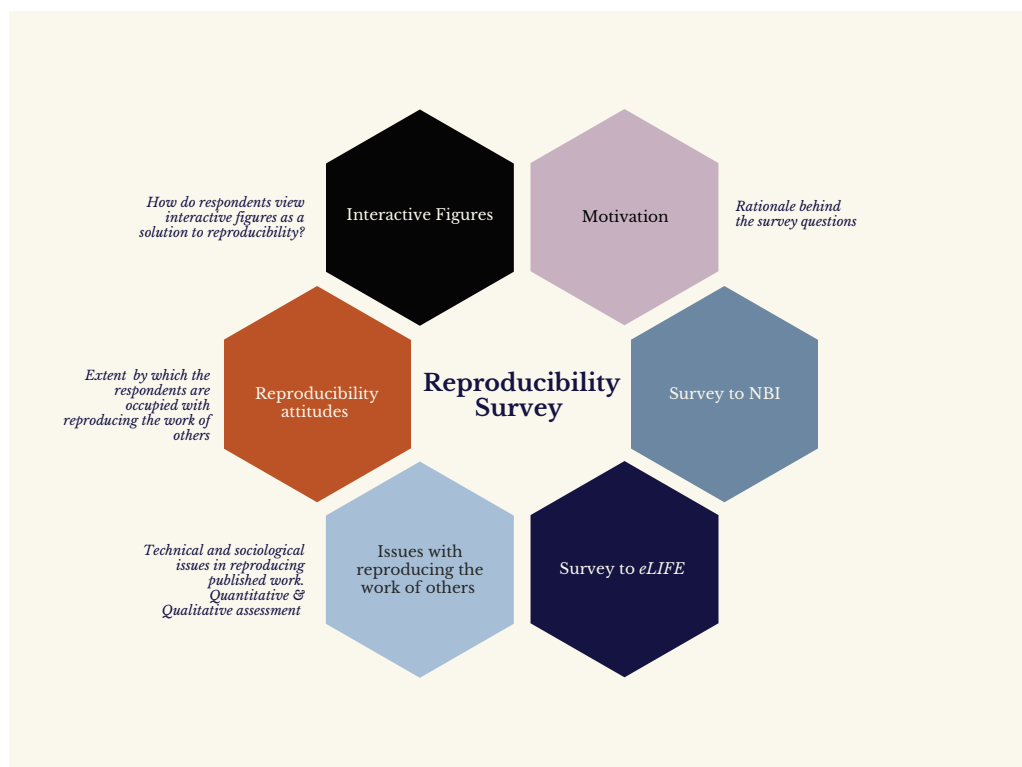 How do respondents view
interactive figures as a
solution to reproducibility?
Interactive Figures
Motivation
Rationale behind
the survey questions
Extent  by which the
respondents are
occupied with
reproducing the work of
others
Reproducibility
attitudes
Reproducibility
Survey
Survey to NBI
Technical and sociological
issues in reproducing
published work.
Quantitative &
Qualitative assessment
Issues with
reproducing the
work of others
Survey to eLIFE